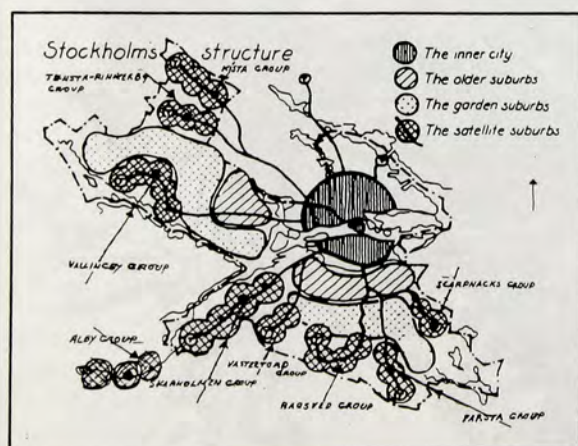 Stockholms structure
The inner city
The older suburbs
The garden suburbs
The satellite suburbs
KISTA GROUP
TENSTA-RINKEBY
GROUP
VALLINGBY GROUP
SCARPNACKS GROUP
ALBY GROUP
SKARHOLMEN GROUP
VASTERTORP
GROUP
RAGSVED GROUP
FARSTA GROUP